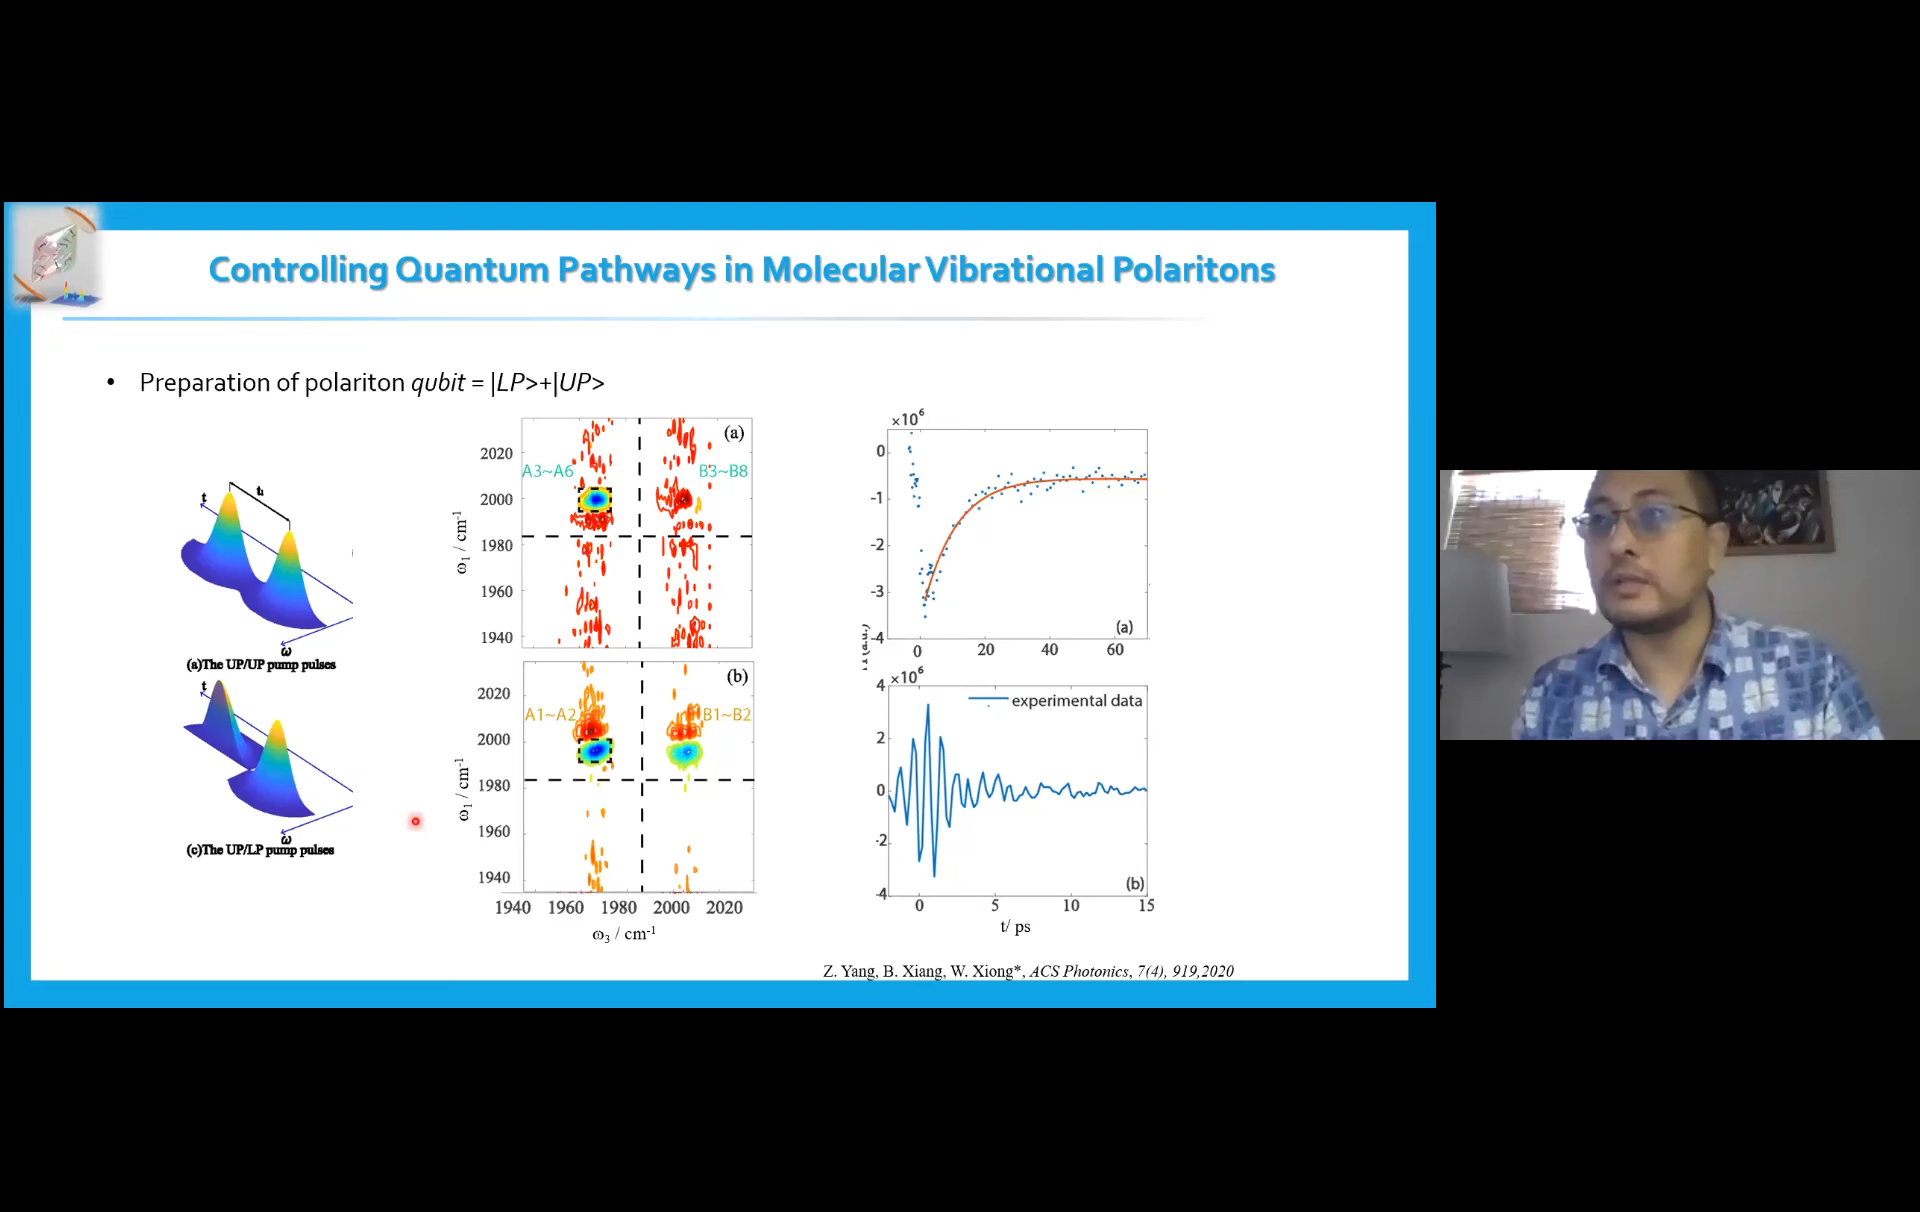 Controlling Quantum Pathways in Molecular Vibrational Polaritons
• Preparation of polariton qubit = |LP>+|UP>
t
t₁
ω
(a)The UP/UP pump pulses
t
ω
(c)The UP/LP pump pulses
(a)
A3~A6
B3~B8
2020
2000
1980
1960
1940
ω₁ / cm⁻¹
(b)
A1~A2
B1~B2
2020
2000
1980
1960
1940
ω₁ / cm⁻¹
1940 1960 1980 2000 2020
ω₃ / cm⁻¹
×10⁶
0
-1
-2
-3
-4
(a)
0 20 40 60
×10⁶
4
2
0
-2
-4
experimental data
(b)
0 5 10 15
t/ ps
Z. Yang, B. Xiang, W. Xiong*, ACS Photonics, 7(4), 919,2020